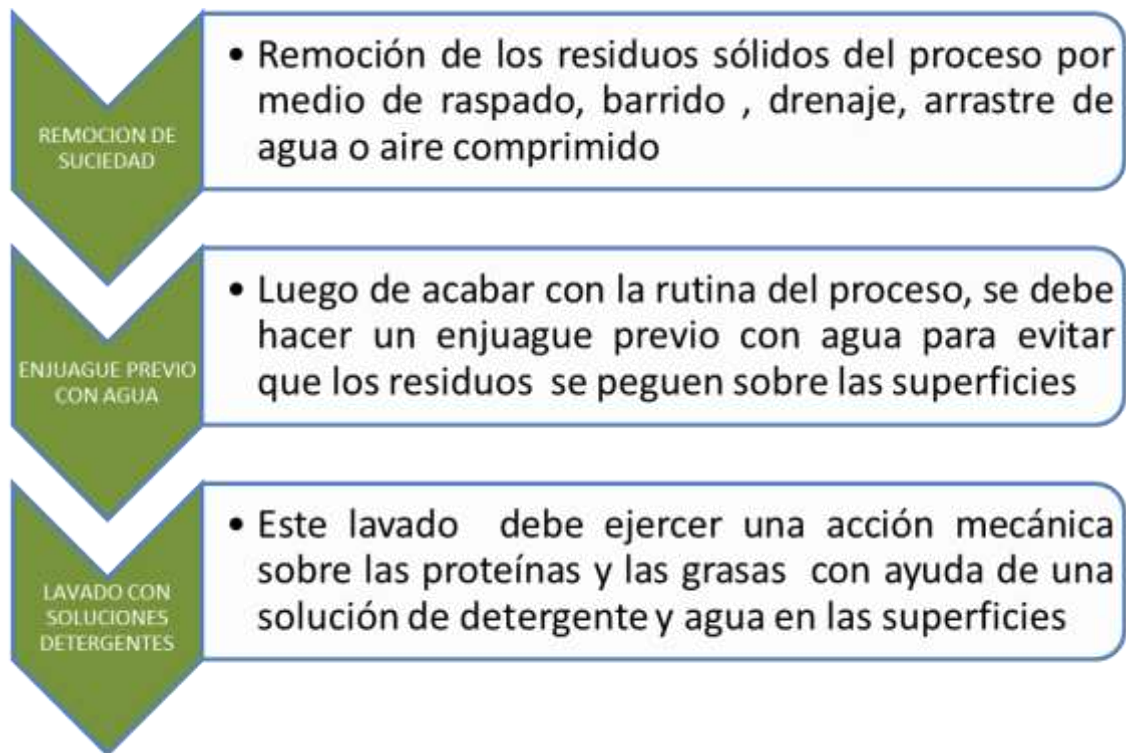 REMOCION DE
SUCIEDAD
• Remoción de los residuos sólidos del proceso por
medio de raspado, barrido , drenaje, arrastre de
agua o aire comprimido
ENJUAGUE PREVIO
CON AGUA
• Luego de acabar con la rutina del proceso, se debe
hacer un enjuague previo con agua para evitar
que los residuos se peguen sobre las superficies
LAVADO CON
SOLUCIONES
DETERGENTES
• Este lavado debe ejercer una acción mecánica
sobre las proteínas y las grasas con ayuda de una
solución de detergente y agua en las superficies